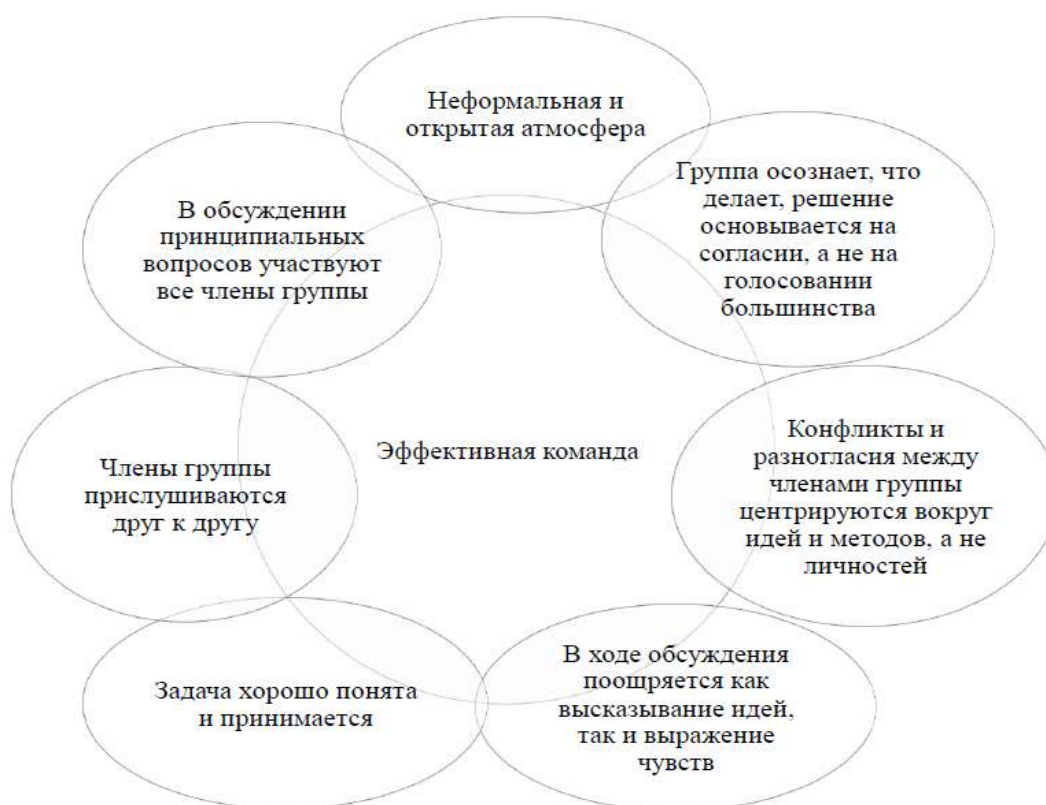 Неформальная и
открытая атмосфера
Группа осознает, что
делает, решение
основывается на
согласии, а не на
голосовании
большинства
В обсуждении
принципиальных
вопросов участвуют
все члены группы
Эффективная команда
Конфликты и
разногласия между
членами группы
центрируются вокруг
идей и методов, а не
личностей
Члены группы
прислушиваются
друг к другу
В ходе обсуждения
поощряется как
высказывание идей,
так и выражение
чувств
Задача хорошо понята
и принимается